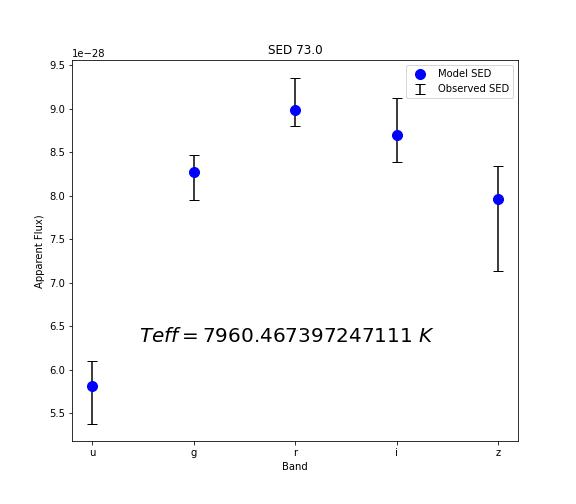 SED 73.0
1e−28
Model SED
Observed SED
9.5
9.0
8.5
8.0
7.5
7.0
6.5
6.0
5.5
Apparent Flux)
Teff = 7960.467397247111 K
u g r i z
Band